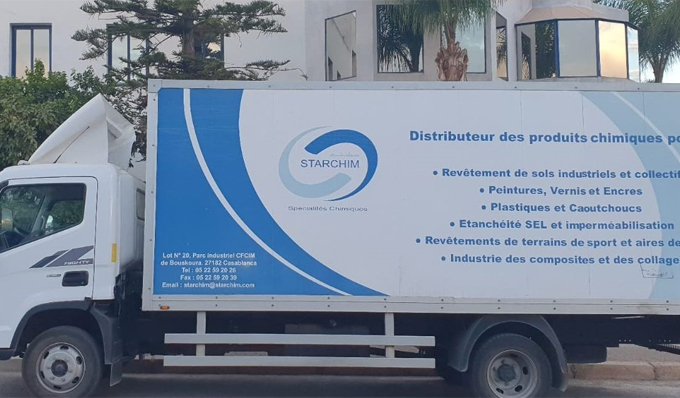 STARCHIM
Spécialités Chimiques
Distributeur des produits chimiques po
• Revêtement de sols industriels et collectif
• Peintures, Vernis et Encres
• Plastiques et Caoutchoucs
• Etanchéité SEL et imperméabilisation
• Revêtements de terrains de sport et aires de
• Industrie des composites et des collage
Lot N° 20, Parc Industriel CFCIM
de Bouskoura. 27182 Casablanca
Tel : 05 22 59 20 26
Fax : 05 22 59 20 39
Email : starchim@starchim.com
MIGHTY